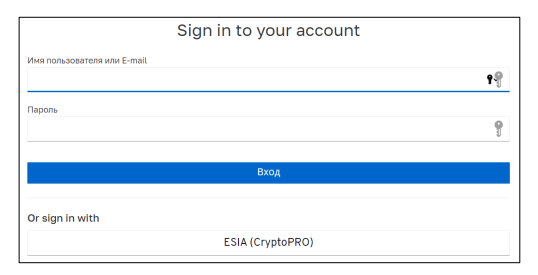 Sign in to your account
Имя пользователя или E-mail
Пароль
Вход
Or sign in with
ESIA (CryptoPRO)